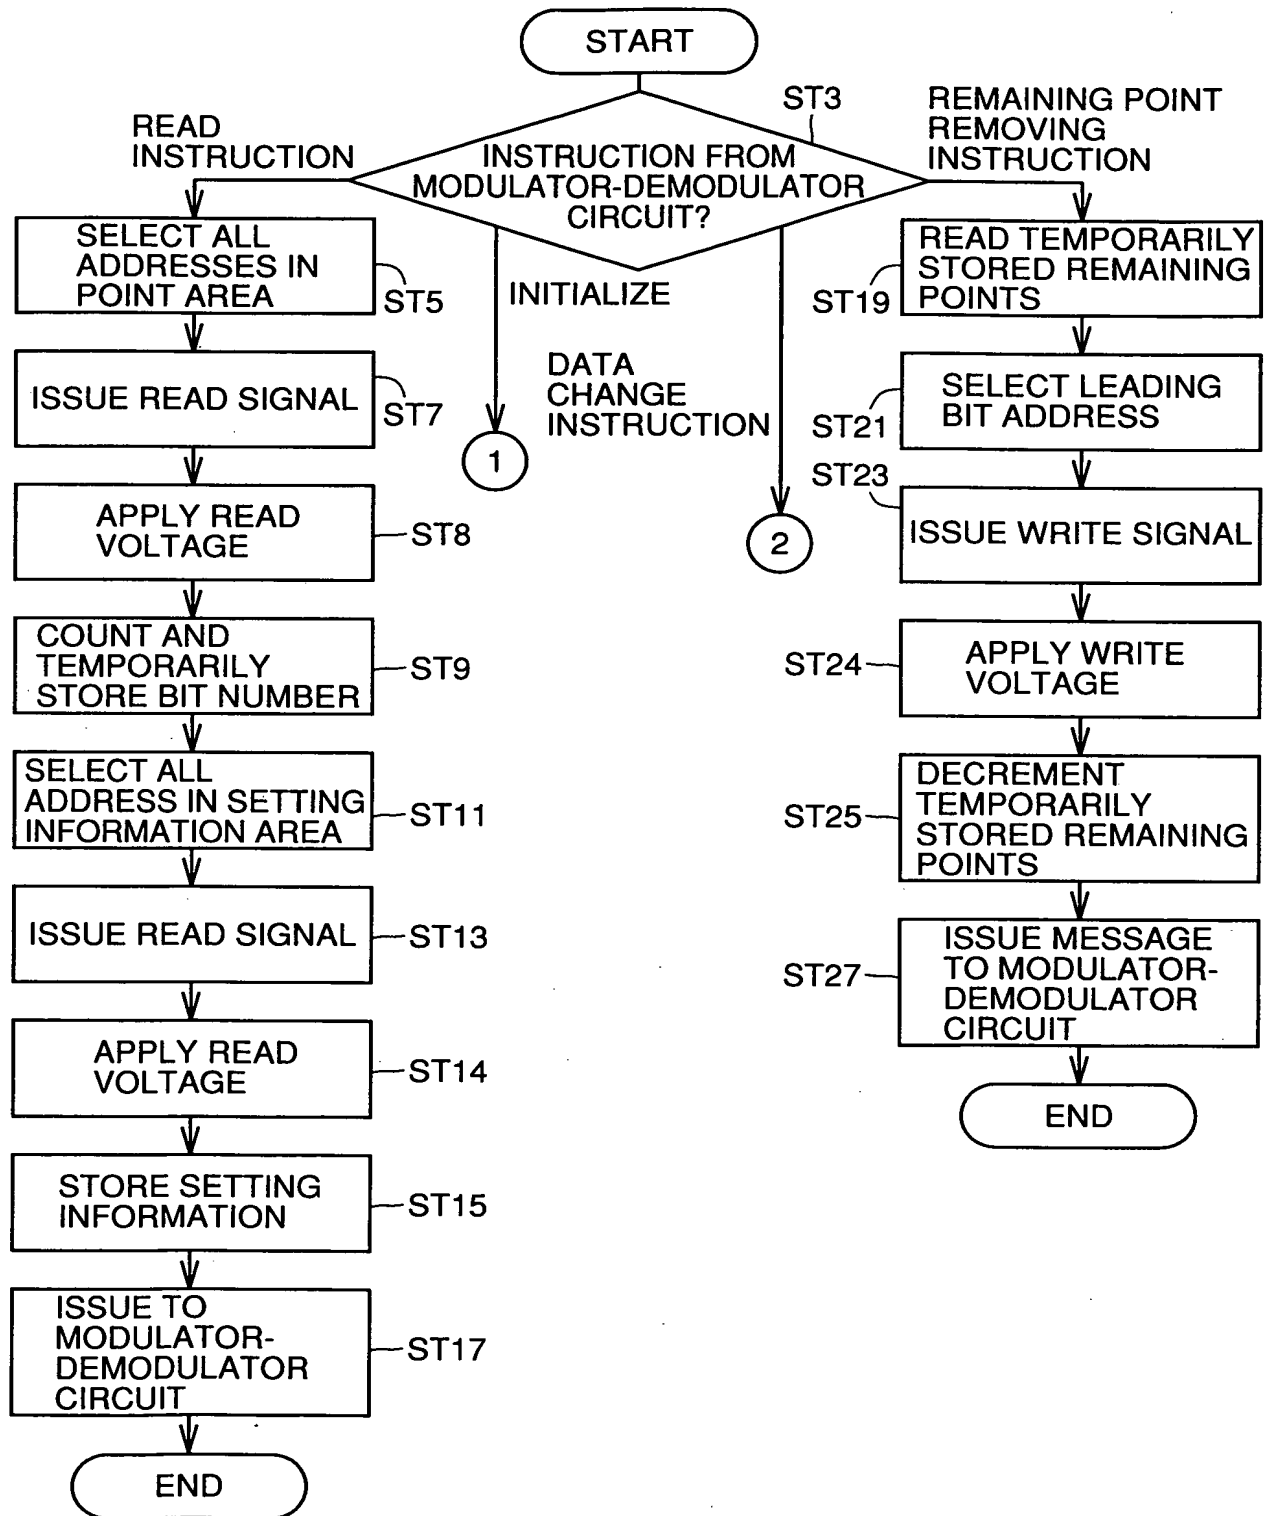 START
ST3
READ
INSTRUCTION
REMAINING POINT
REMOVING
INSTRUCTION
INSTRUCTION FROM
MODULATOR-DEMODULATOR
CIRCUIT?
SELECT ALL
ADDRESSES IN
POINT AREA
ST5
ISSUE READ SIGNAL
ST7
APPLY READ
VOLTAGE
ST8
COUNT AND
TEMPORARILY
STORE BIT NUMBER
ST9
SELECT ALL
ADDRESS IN SETTING
INFORMATION AREA
ST11
ISSUE READ SIGNAL
ST13
APPLY READ
VOLTAGE
ST14
STORE SETTING
INFORMATION
ST15
ISSUE TO
MODULATOR-
DEMODULATOR
CIRCUIT
ST17
END
INITIALIZE
1
DATA
CHANGE
INSTRUCTION
2
READ TEMPORARILY
STORED REMAINING
POINTS
ST19
SELECT LEADING
BIT ADDRESS
ST21
ST23
ISSUE WRITE SIGNAL
ST24
APPLY WRITE
VOLTAGE
ST25
DECREMENT
TEMPORARILY
STORED REMAINING
POINTS
ST27
ISSUE MESSAGE
TO MODULATOR-
DEMODULATOR
CIRCUIT
END